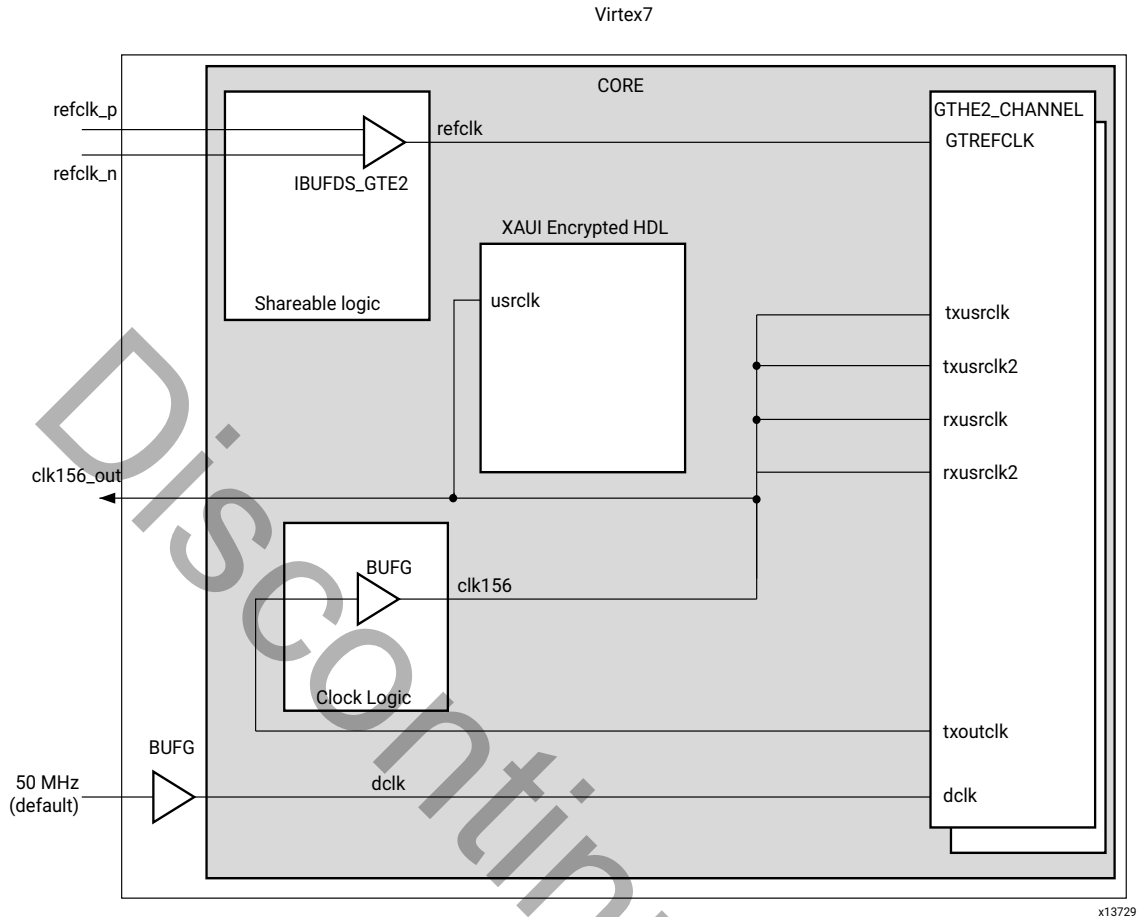 Virtex7
CORE
refclk_p
refclk_n
refclk
IBUFDS_GTE2
Shareable logic
GTHE2_CHANNEL
GTREFCLK
XAUI Encrypted HDL
usrclk
txusrclk
txusrclk2
rxusrclk
rxusrclk2
clk156_out
BUFG
clk156
Clock Logic
txoutclk
BUFG
50 MHz
(default)
dclk
dclk
x13729
Discontin